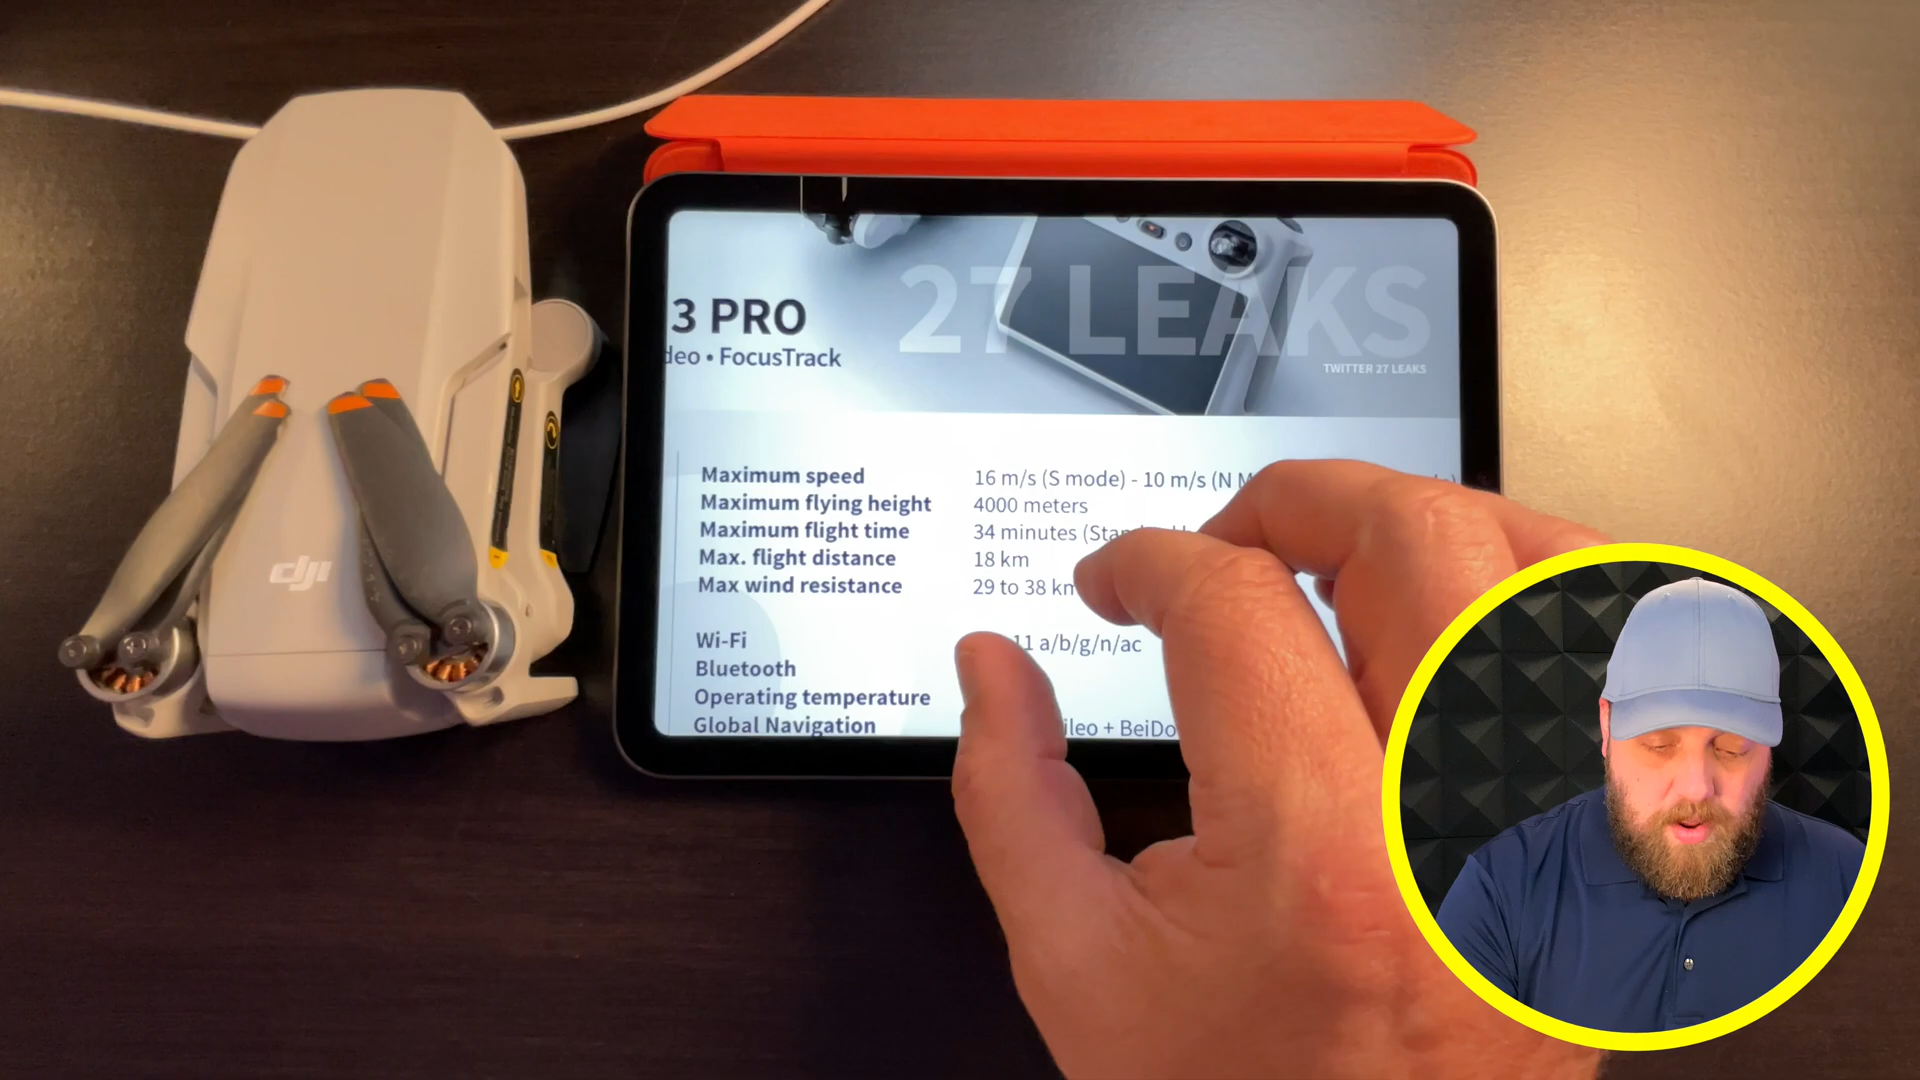 dji
27 LEAKS
3 PRO
deo • FocusTrack
TWITTER 27 LEAKS
Maximum speed 16 m/s (S mode) - 10 m/s (N M
Maximum flying height 4000 meters
Maximum flight time 34 minutes
Max. flight distance 18 km
Max wind resistance 29 to 38 km
Wi-Fi 11 a/b/g/n/ac
Bluetooth
Operating temperature
Global Navigation ileo + BeiDo